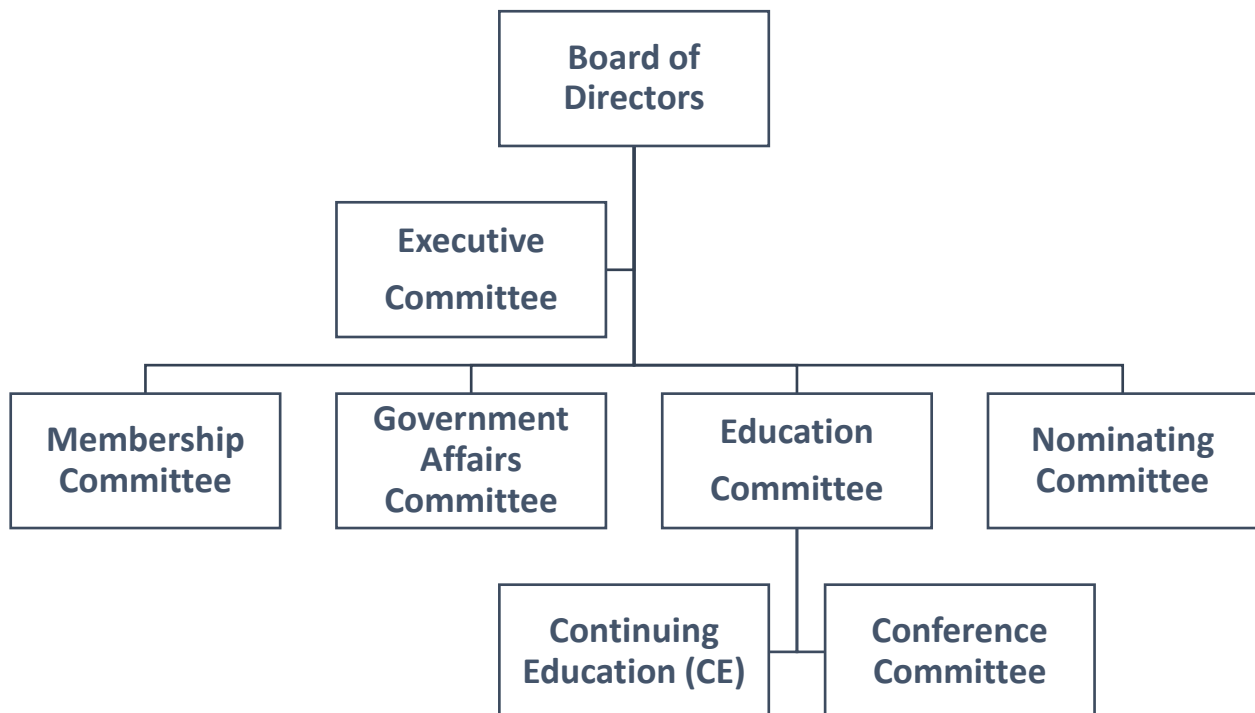 Board of
Directors
Executive
Committee
Membership
Committee
Government
Affairs
Committee
Education
Committee
Nominating
Committee
Continuing
Education (CE)
Conference
Committee